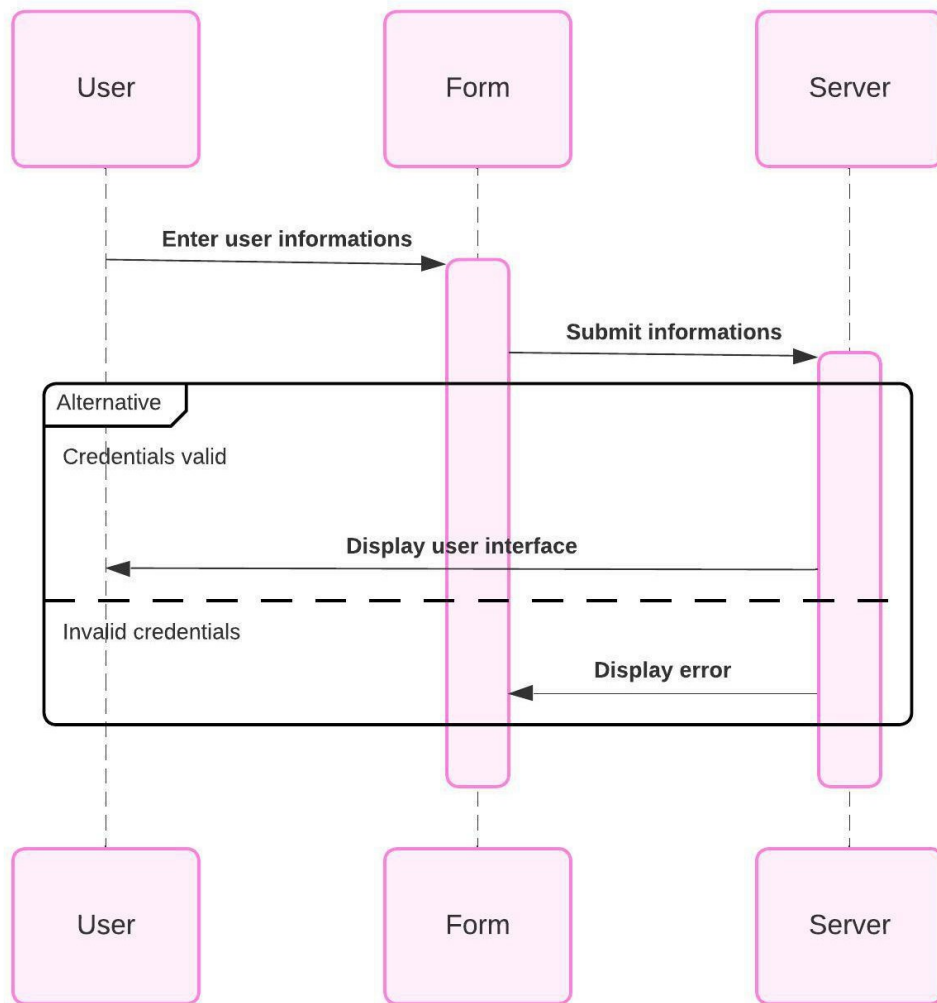 User
Form
Server
Enter user informations
Submit informations
Alternative
Credentials valid
Display user interface
Invalid credentials
Display error
User
Form
Server